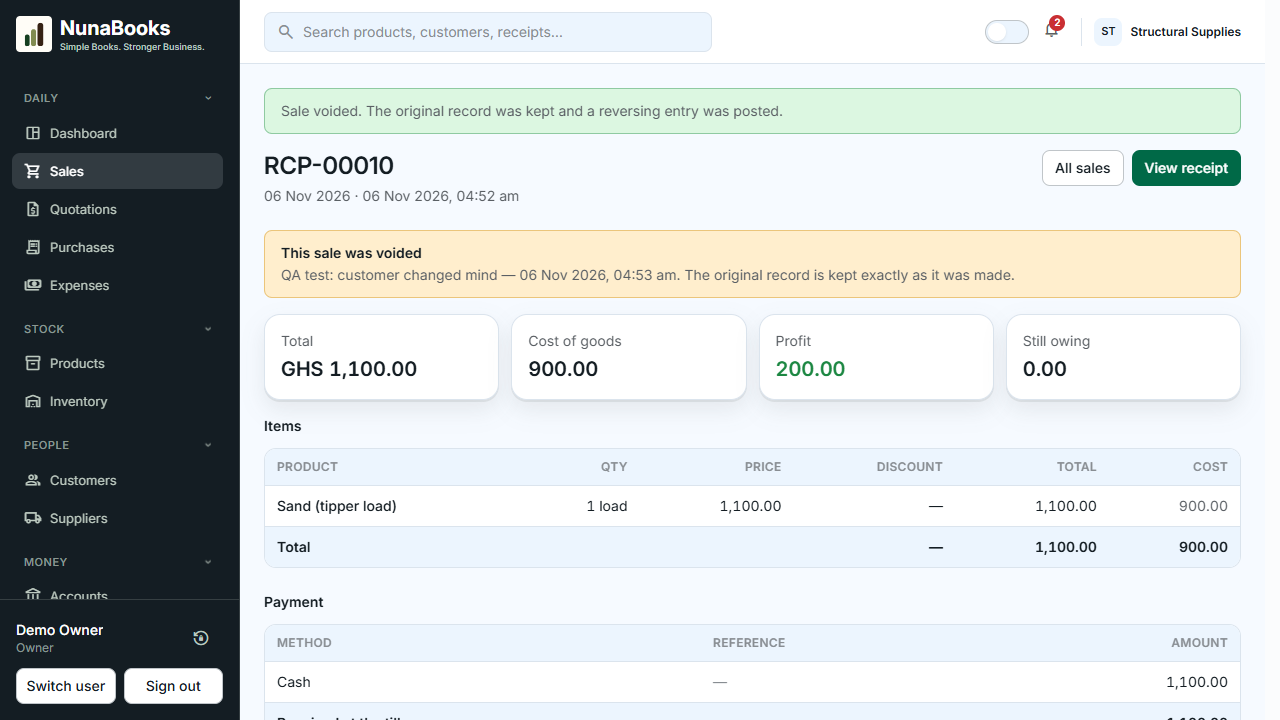 NunaBooks
Simple Books. Stronger Business.
DAILY
Dashboard
Sales
Quotations
Purchases
Expenses
STOCK
Products
Inventory
PEOPLE
Customers
Suppliers
MONEY
Accounts
Demo Owner
Owner
Switch user
Sign out
Search products, customers, receipts...
2
ST
Structural Supplies
Sale voided. The original record was kept and a reversing entry was posted.
RCP-00010
06 Nov 2026 · 06 Nov 2026, 04:52 am
All sales
View receipt
This sale was voided
QA test: customer changed mind — 06 Nov 2026, 04:53 am. The original record is kept exactly as it was made.
Total
GHS 1,100.00
Cost of goods
900.00
Profit
200.00
Still owing
0.00
Items
PRODUCT QTY PRICE DISCOUNT TOTAL COST
Sand (tipper load) 1 load 1,100.00 — 1,100.00 900.00
Total — 1,100.00 900.00
Payment
METHOD REFERENCE AMOUNT
Cash — 1,100.00